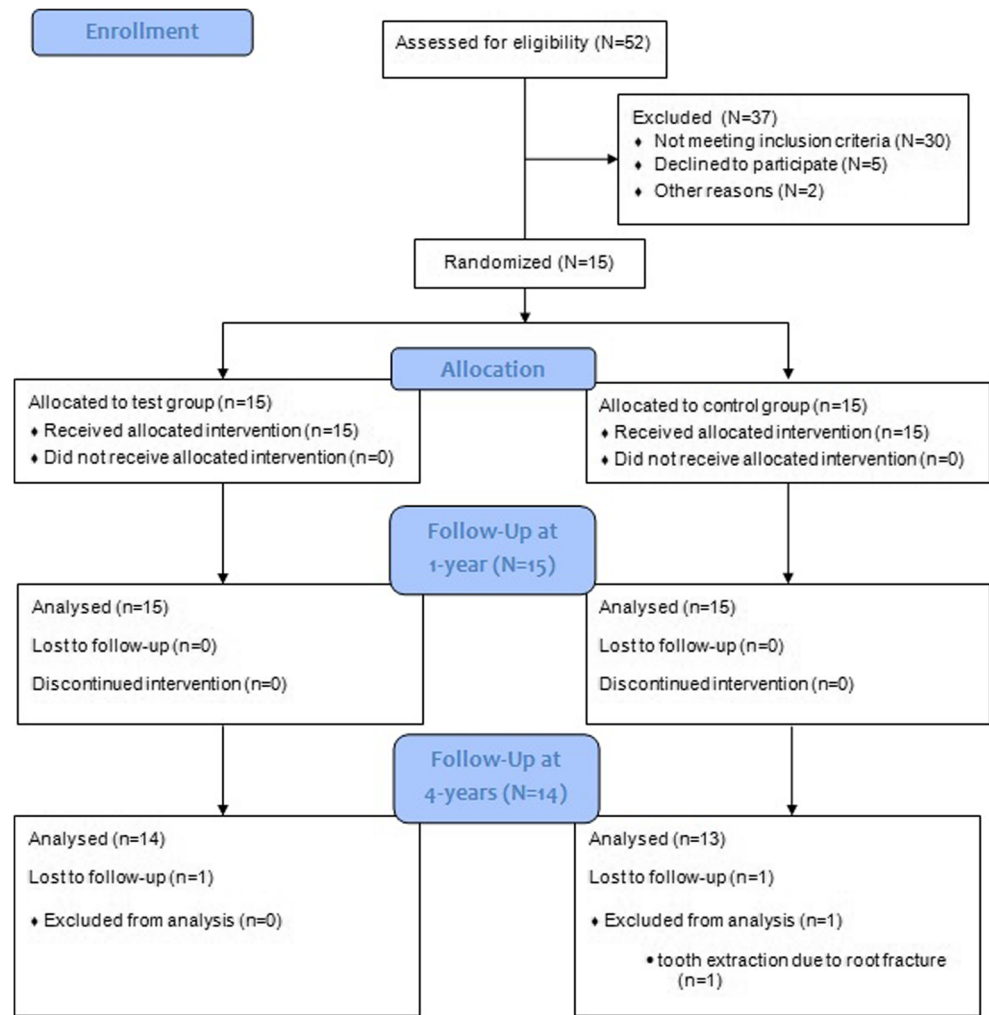 Enrollment
Assessed for eligibility (N=52)
Excluded (N=37)
♦ Not meeting inclusion criteria (N=30)
♦ Declined to participate (N=5)
♦ Other reasons (N=2)
Randomized (N=15)
Allocation
Allocated to test group (n=15)
♦ Received allocated intervention (n=15)
♦ Did not receive allocated intervention (n=0)
Allocated to control group (n=15)
♦ Received allocated intervention (n=15)
♦ Did not receive allocated intervention (n=0)
Follow-Up at
1-year (N=15)
Analysed (n=15)
Lost to follow-up (n=0)
Discontinued intervention (n=0)
Analysed (n=15)
Lost to follow-up (n=0)
Discontinued intervention (n=0)
Follow-Up at
4-years (N=14)
Analysed (n=14)
Lost to follow-up (n=1)
♦ Excluded from analysis (n=0)
Analysed (n=13)
Lost to follow-up (n=1)
♦ Excluded from analysis (n=1)
• tooth extraction due to root fracture
(n=1)